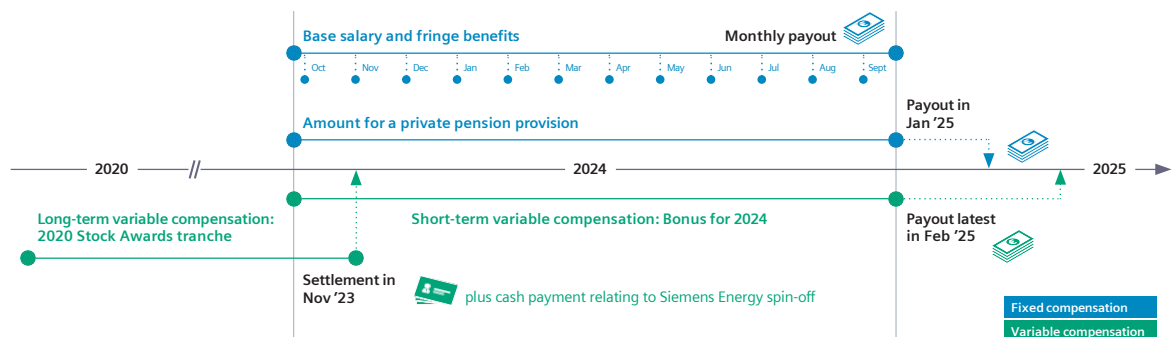 Base salary and fringe benefits
Monthly payout
Oct Nov Dec Jan Feb Mar Apr May Jun Jul Aug Sept
Payout in
Jan ’25
Amount for a private pension provision
2020
2024
2025
Long-term variable compensation:
2020 Stock Awards tranche
Short-term variable compensation: Bonus for 2024
Payout latest
in Feb ’25
Settlement in
Nov ’23
plus cash payment relating to Siemens Energy spin-off
Fixed compensation
Variable compensation